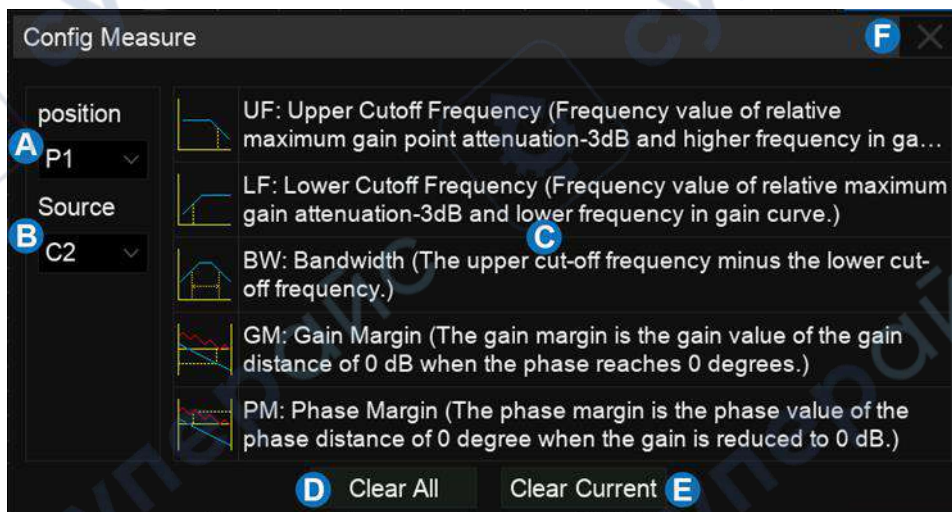 Config Measure
F
position
A
P1
Source
B
C2
UF: Upper Cutoff Frequency (Frequency value of relative
maximum gain point attenuation-3dB and higher frequency in ga...
LF: Lower Cutoff Frequency (Frequency value of relative maximum
gain attenuation-3dB and lower frequency in gain curve.)
C
BW: Bandwidth (The upper cut-off frequency minus the lower cut-
off frequency.)
GM: Gain Margin (The gain margin is the gain value of the gain
distance of 0 dB when the phase reaches 0 degrees.)
PM: Phase Margin (The phase margin is the phase value of the
phase distance of 0 degree when the gain is reduced to 0 dB.)
D
Clear All
Clear Current
E